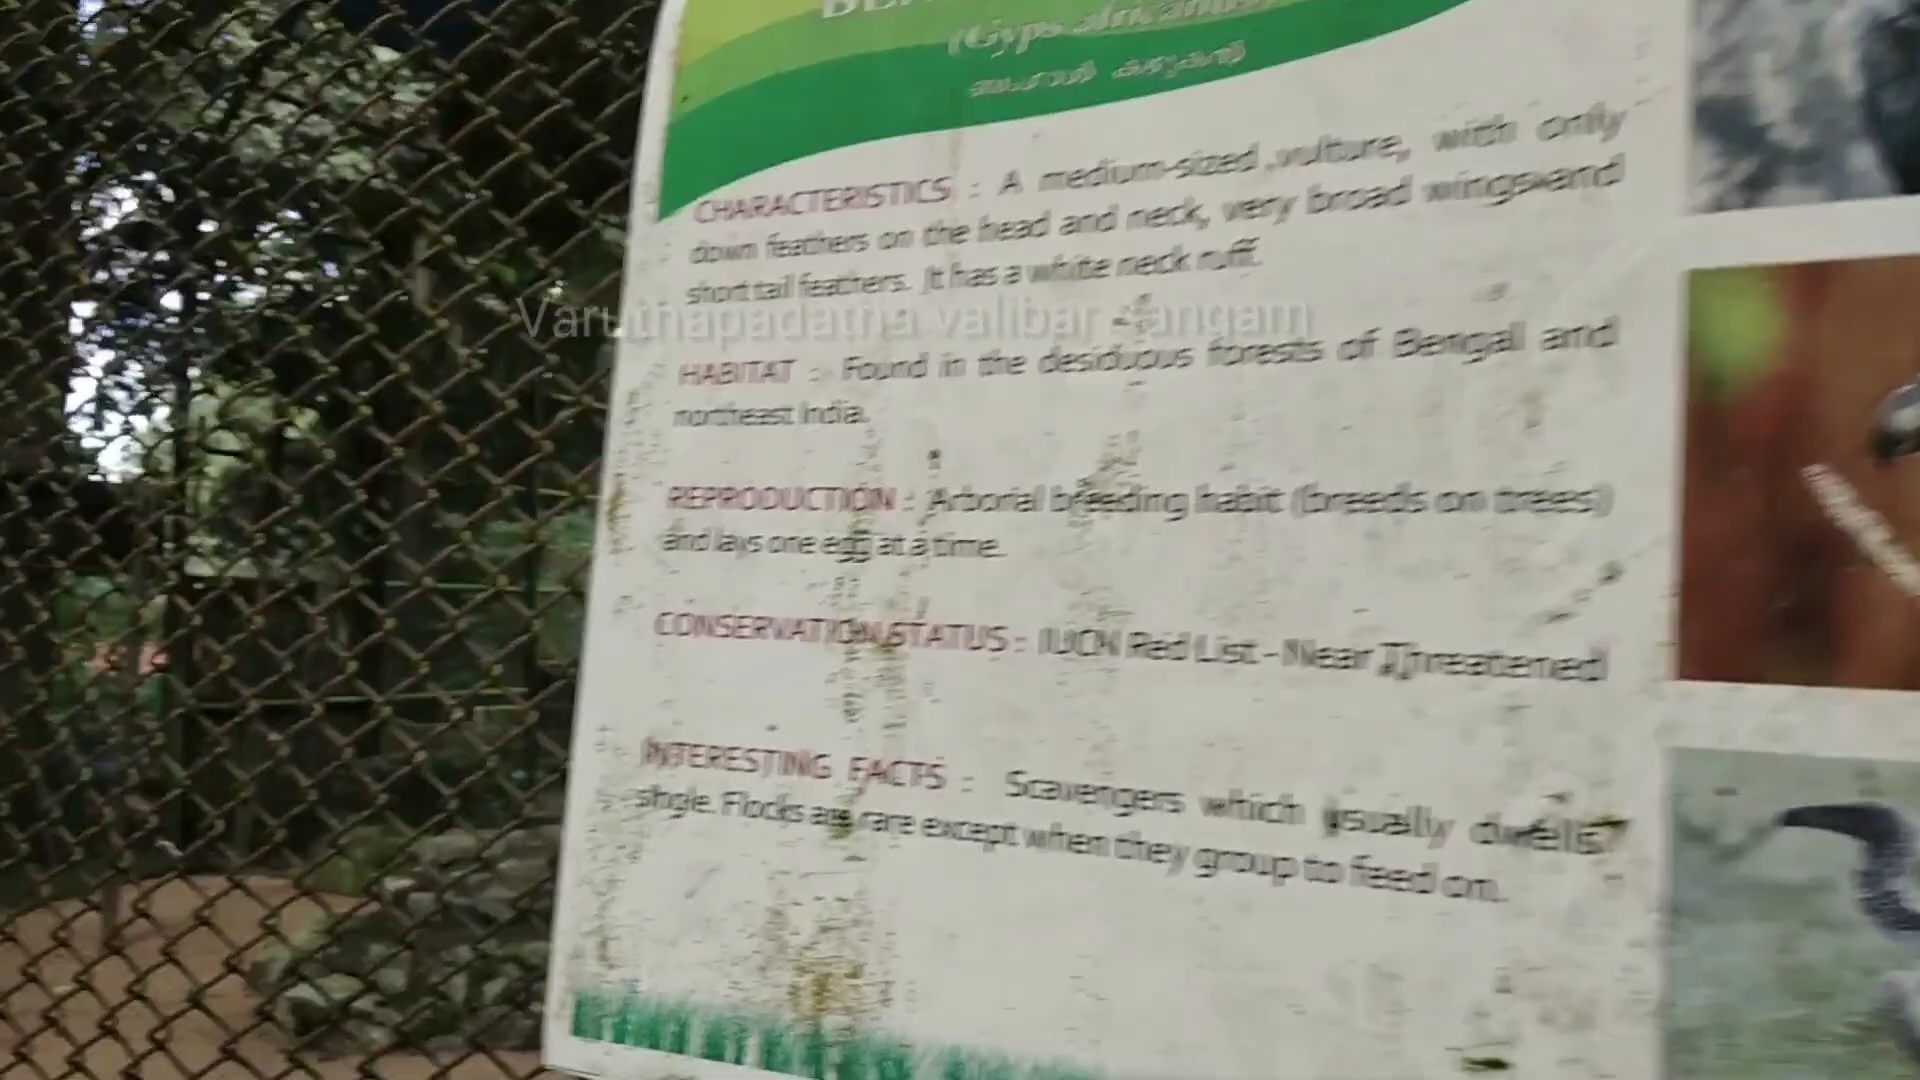 (Gyps africanus)
ബംഗാൾ കഴുകൻ
CHARACTERISTICS : A medium-sized vulture, with only
down feathers on the head and neck, very broad wings and
short tail feathers. It has a white neck ruff.
Varuthapadatha valibar sangam
HABITAT : Found in the desiduous forests of Bengal and
northeast India.
REPRODUCTION : Arborial breeding habit (breeds on trees)
and lays one egg at a time.
CONSERVATION STATUS : IUCN Red List - Near Threatened
INTERESTING FACTS : Scavengers which usually dwells
single. Flocks are rare except when they group to feed on.